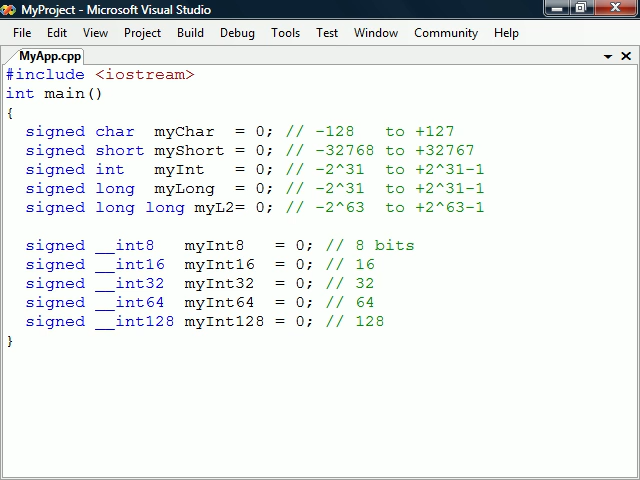 MyProject - Microsoft Visual Studio
File Edit View Project Build Debug Tools Test Window Community Help
MyApp.cpp
#include <iostream>
int main()
{
  signed char  myChar  = 0; // -128   to +127
  signed short myShort = 0; // -32768 to +32767
  signed int   myInt   = 0; // -2^31  to +2^31-1
  signed long  myLong  = 0; // -2^31  to +2^31-1
  signed long long myL2= 0; // -2^63  to +2^63-1
  signed __int8   myInt8   = 0; // 8 bits
  signed __int16  myInt16  = 0; // 16
  signed __int32  myInt32  = 0; // 32
  signed __int64  myInt64  = 0; // 64
  signed __int128 myInt128 = 0; // 128
}